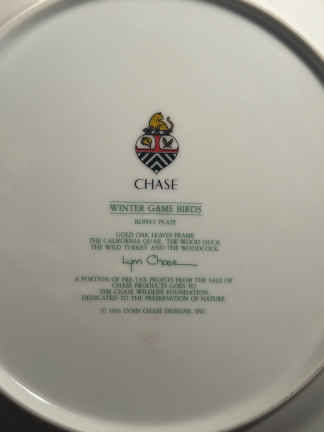 CHASE
WINTER GAME BIRDS
BUFFET PLATE
GOLD OAK LEAVES FRAME
THE CALIFORNIA QUAIL, THE WOOD DUCK
THE WILD TURKEY AND THE WOODCOCK
Lynn Chase
A PORTION OF PRE-TAX PROFITS FROM THE SALE OF
CHASE PRODUCTS GOES TO
THE CHASE WILDLIFE FOUNDATION
DEDICATED TO THE PRESERVATION OF NATURE
© LYNN CHASE DESIGNS, INC.